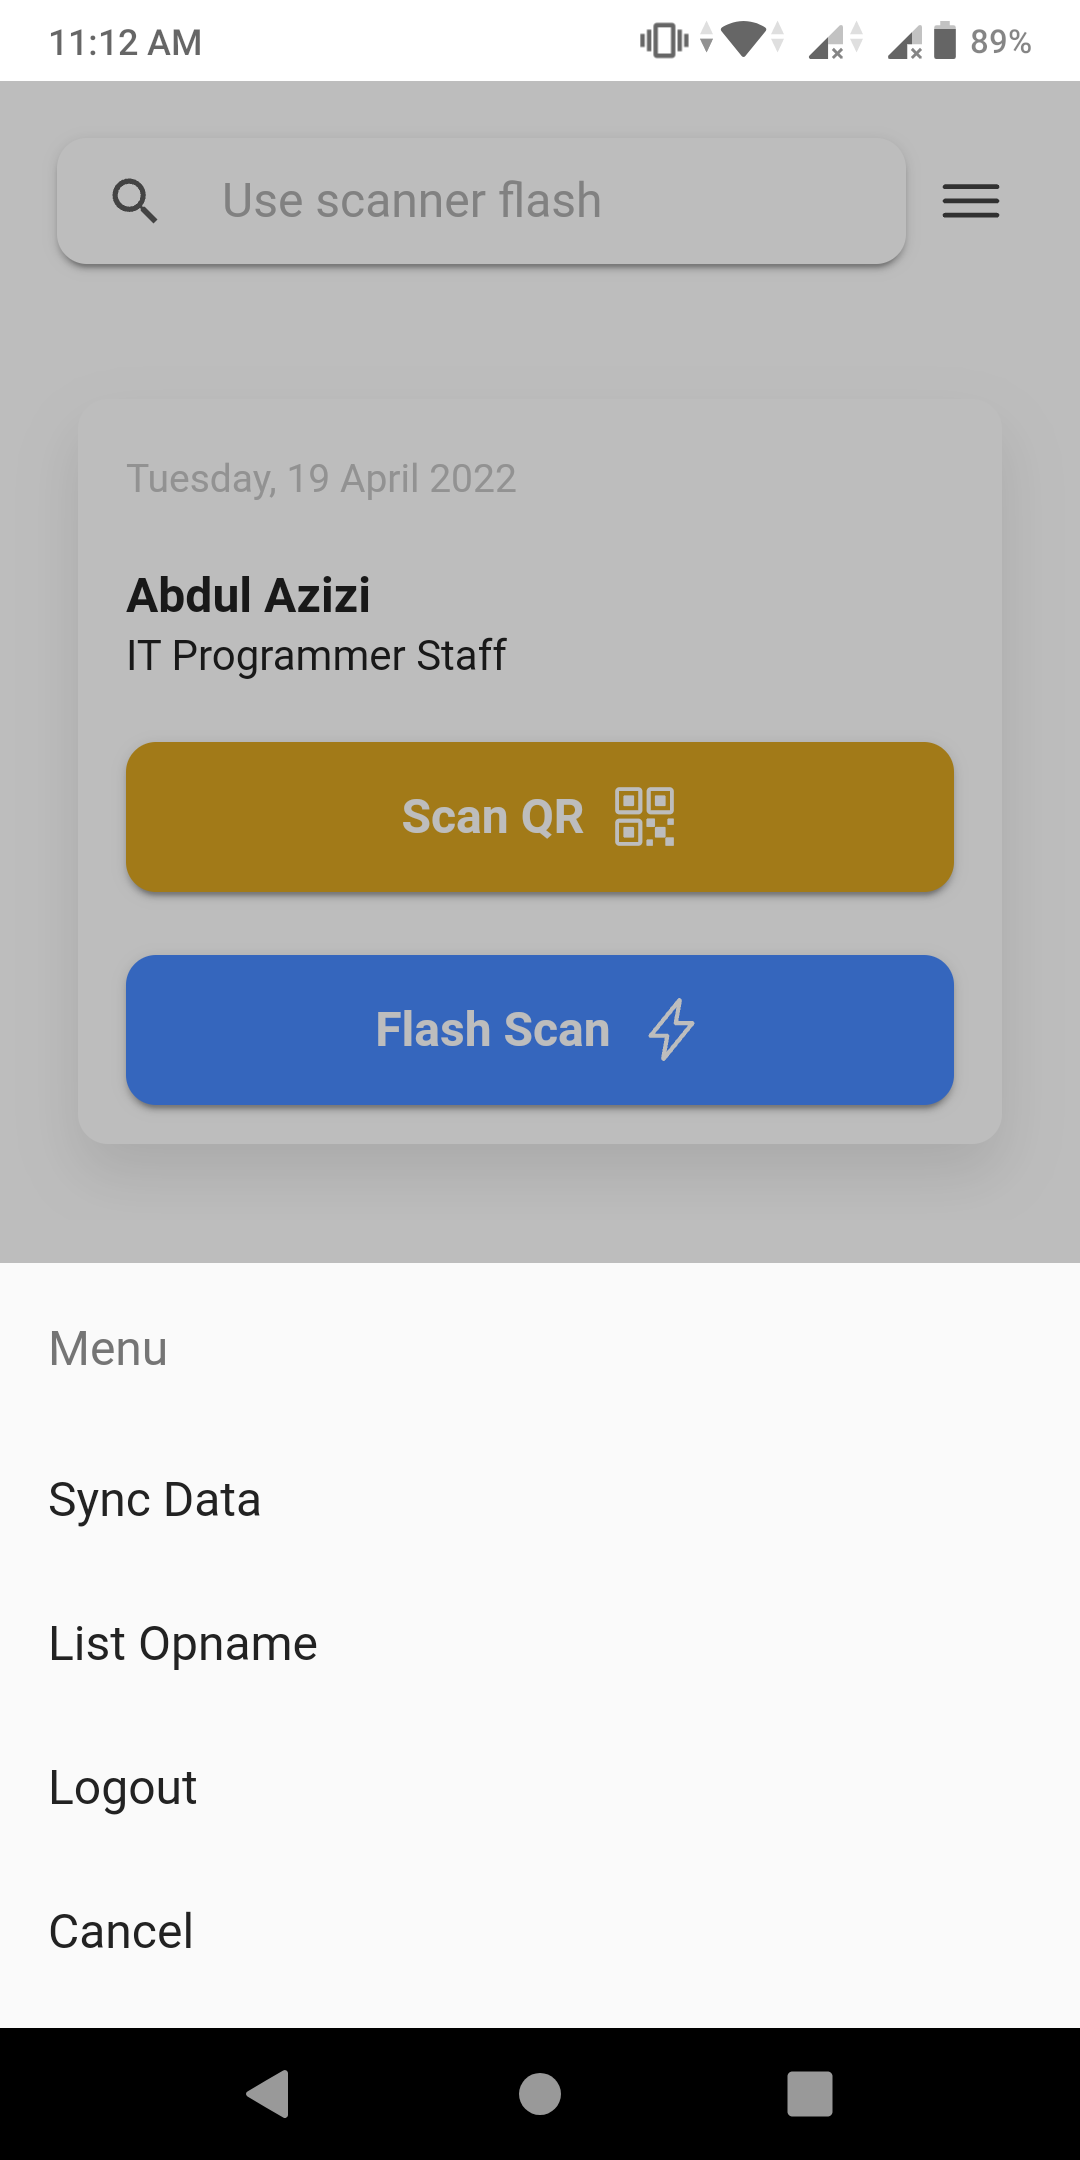 11:12 AM
89%
Use scanner flash
Tuesday, 19 April 2022
Abdul Azizi
IT Programmer Staff
Scan QR
Flash Scan
Menu
Sync Data
List Opname
Logout
Cancel